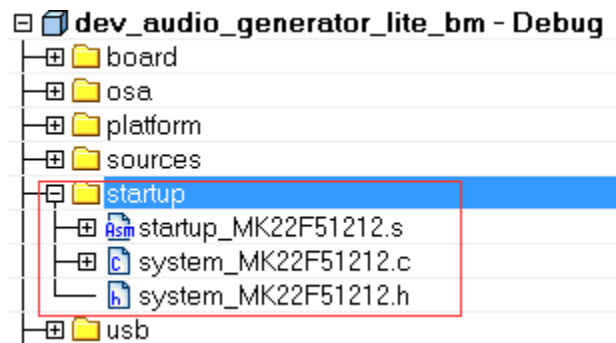 dev_audio_generator_lite_bm - Debug
board
osa
platform
sources
startup
Asm startup_MK22F51212.s
c system_MK22F51212.c
h system_MK22F51212.h
usb